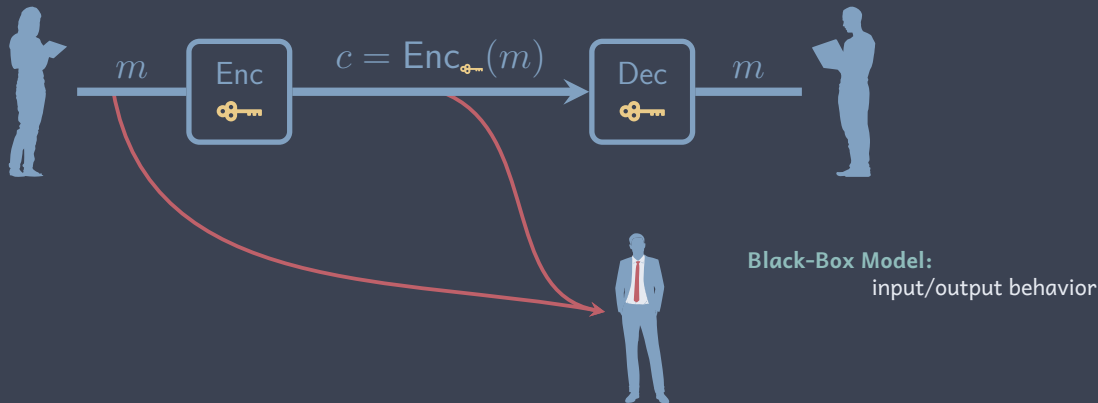 m
Enc
c = Enc(m)
Dec
m
Black-Box Model:
input/output behavior